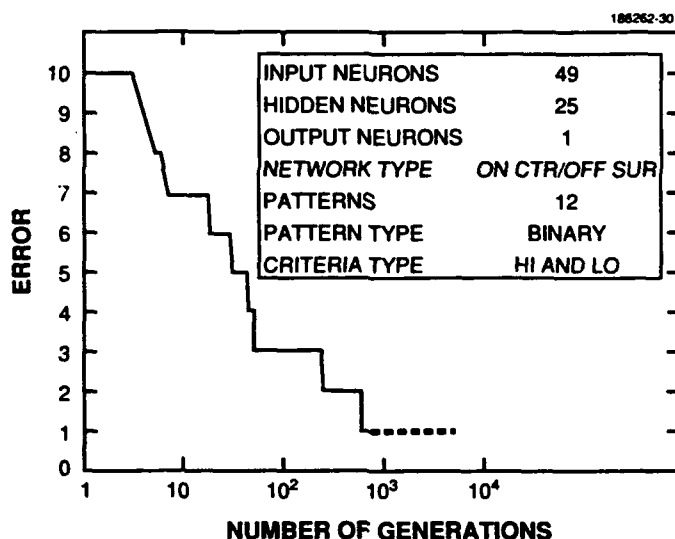 186262-30
INPUT NEURONS 49
HIDDEN NEURONS 25
OUTPUT NEURONS 1
NETWORK TYPE ON CTR/OFF SUR
PATTERNS 12
PATTERN TYPE BINARY
CRITERIA TYPE HI AND LO
ERROR
10
9
8
7
6
5
4
3
2
1
0
1 10 10² 10³ 10⁴
NUMBER OF GENERATIONS